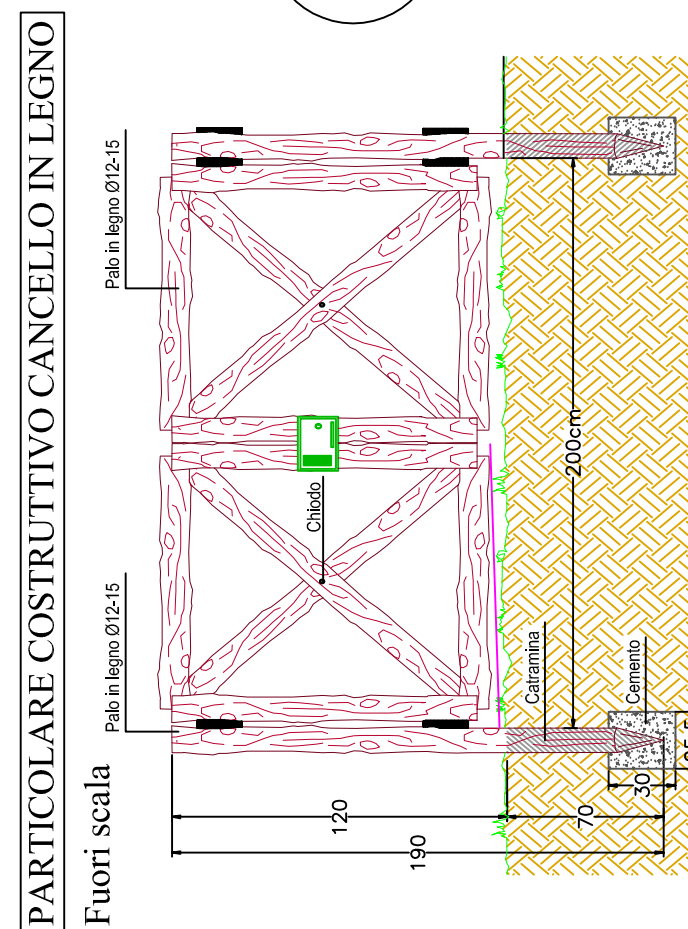 PARTICOLARE COSTRUTTIVO CANCELLO IN LEGNO
Fuori scala
Palo in legno Ø12-15
Palo in legno Ø12-15
Chiodo
200cm
Catramina
Cemento
120
70
190
30